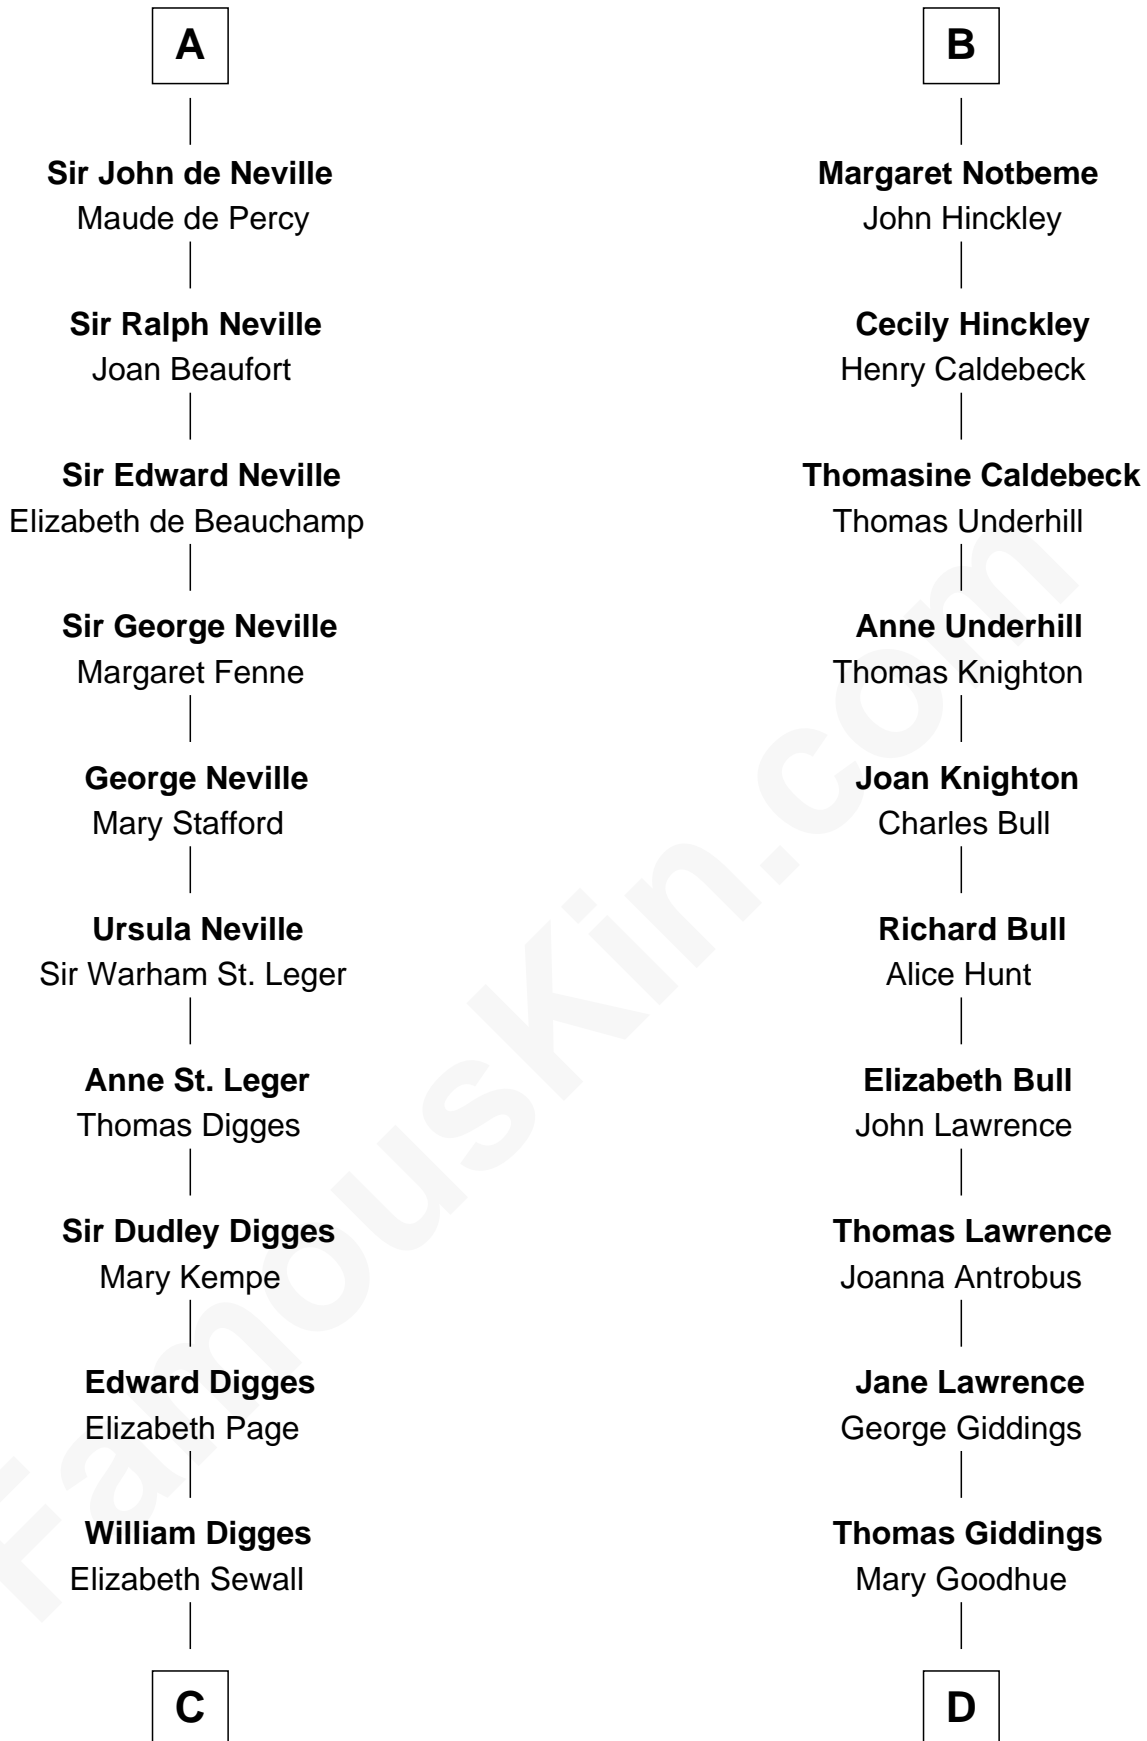 A
Sir John de Neville
Maude de Percy
Sir Ralph Neville
Joan Beaufort
Sir Edward Neville
Elizabeth de Beauchamp
Sir George Neville
Margaret Fenne
George Neville
Mary Stafford
Ursula Neville
Sir Warham St. Leger
Anne St. Leger
Thomas Digges
Sir Dudley Digges
Mary Kempe
Edward Digges
Elizabeth Page
William Digges
Elizabeth Sewall
C
B
Margaret Notbeme
John Hinckley
Cecily Hinckley
Henry Caldebeck
Thomasine Caldebeck
Thomas Underhill
Anne Underhill
Thomas Knighton
Joan Knighton
Charles Bull
Richard Bull
Alice Hunt
Elizabeth Bull
John Lawrence
Thomas Lawrence
Joanna Antrobus
Jane Lawrence
George Giddings
Thomas Giddings
Mary Goodhue
D
FamousKin.com